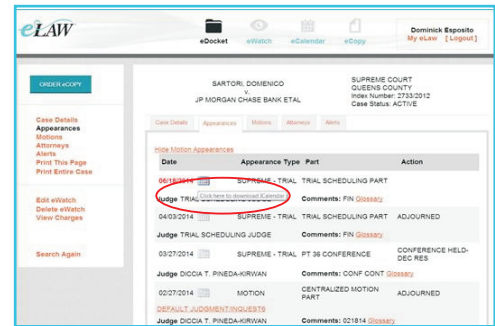 eLAW
eDocket
eWatch
eCalendar
eCopy
Dominick Esposito
My eLaw [ Logout ]
ORDER eCOPY
Case Details
Appearances
Motions
Attorneys
Alerts
Print This Page
Print Entire Case
Edit eWatch
Delete eWatch
View Charges
Search Again
SARTORI, DOMENICO
v.
JP MORGAN CHASE BANK ETAL
SUPREME COURT
QUEENS COUNTY
Index Number: 2733/2012
Case Status: ACTIVE
Case Details Appearances Motions Attorneys Alerts
Hide Motion Appearances
Date Appearance Type Part Action
06/18/2014 SUPREME - TRIAL TRIAL SCHEDULING PART
Click here to download iCalendar
Judge TRIAL SCHEDULING JUDGE Comments: FIN Glossary
04/03/2014 SUPREME - TRIAL TRIAL SCHEDULING PART ADJOURNED
Judge TRIAL SCHEDULING JUDGE Comments: FIN Glossary
03/27/2014 SUPREME - TRIAL PT 36 CONFERENCE CONFERENCE HELD-
DEC RES
Judge DICCIA T. PINEDA-KIRWAN Comments: CONF CONT Glossary
02/27/2014 MOTION CENTRALIZED MOTION
PART ADJOURNED
DEFAULT JUDGMENT/INQUEST6
Judge DICCIA T. PINEDA-KIRWAN Comments: 021814 Glossary